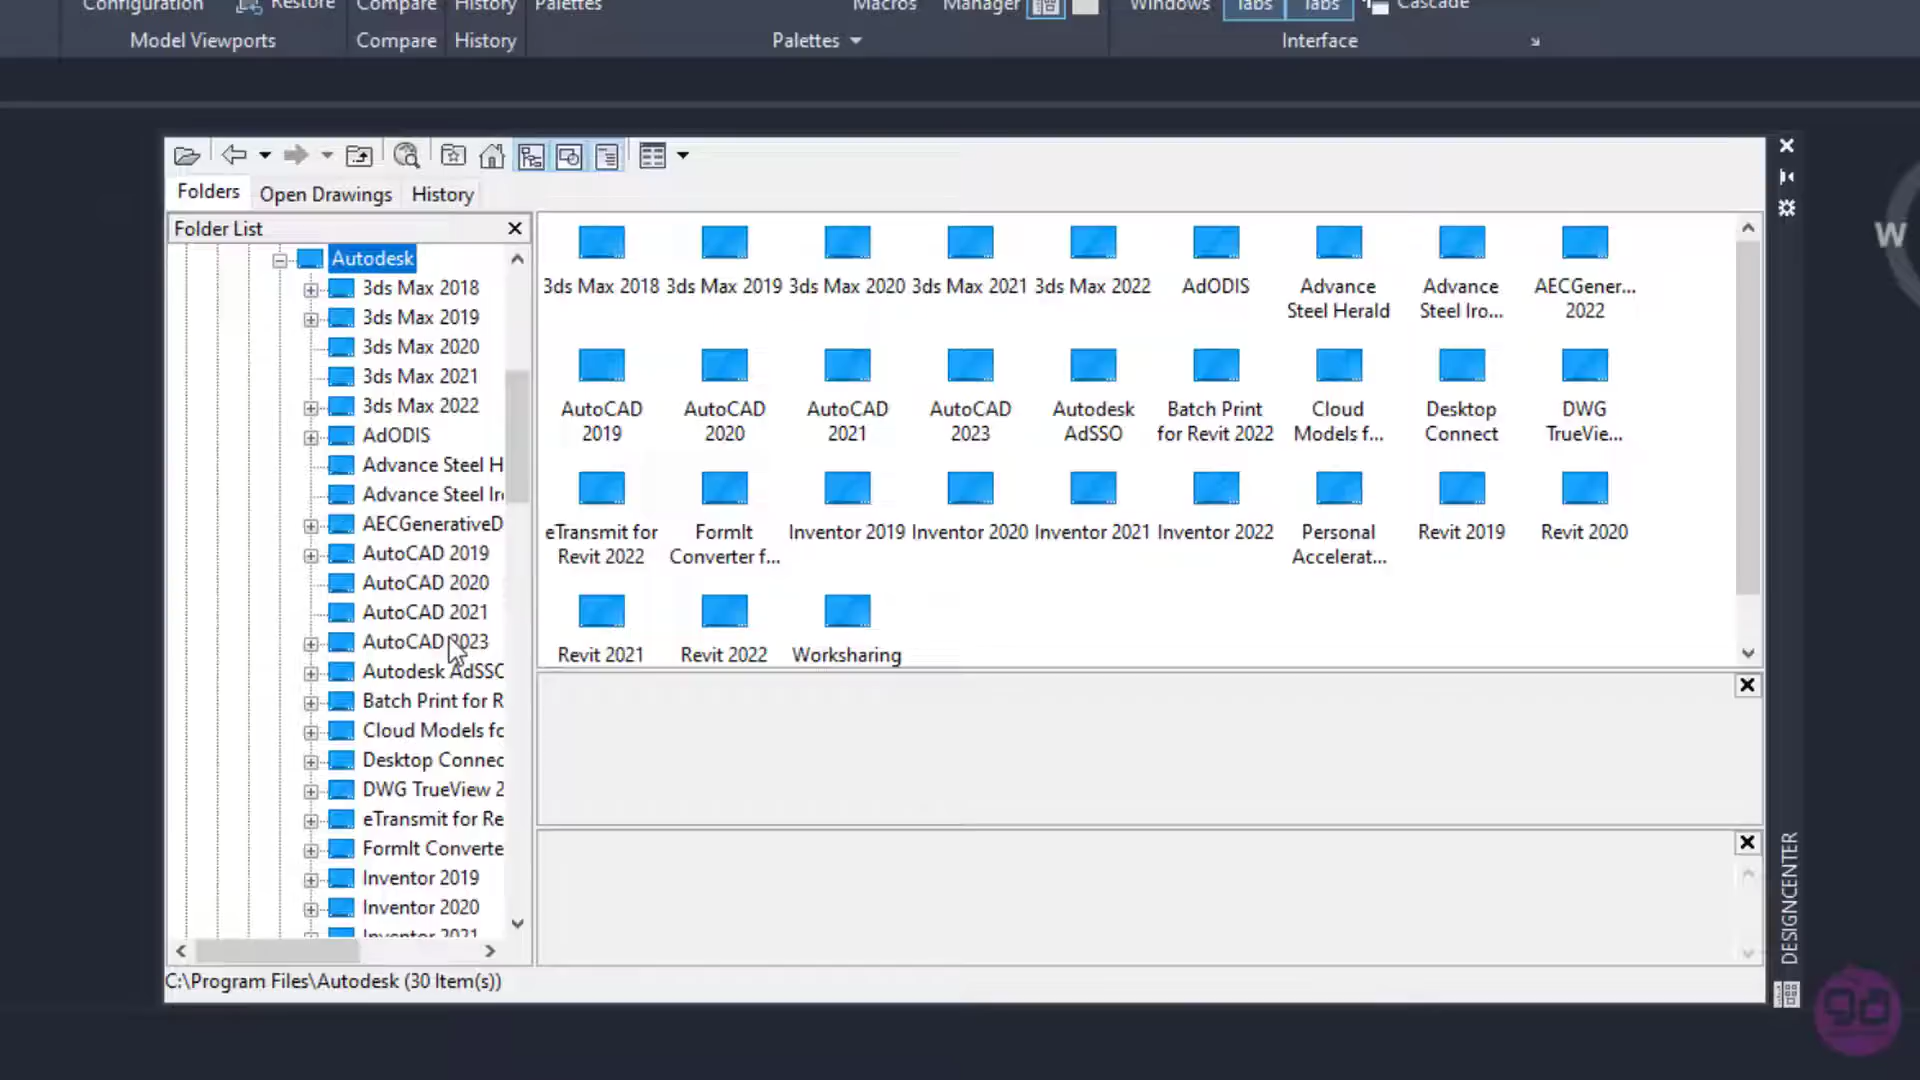 Configuration Restore Compare History Palettes Macros Manager Windows Tabs Tabs Cascade
Model Viewports Compare History Palettes Interface
Folders Open Drawings History
Folder List
Autodesk
3ds Max 2018
3ds Max 2019
3ds Max 2020
3ds Max 2021
3ds Max 2022
AdODIS
Advance Steel H
Advance Steel Ir
AECGenerativeD
AutoCAD 2019
AutoCAD 2020
AutoCAD 2021
AutoCAD 2023
Autodesk AdSSO
Batch Print for R
Cloud Models fo
Desktop Connec
DWG TrueView 2
eTransmit for Re
FormIt Converte
Inventor 2019
Inventor 2020
Inventor 2021
3ds Max 2018 3ds Max 2019 3ds Max 2020 3ds Max 2021 3ds Max 2022 AdODIS Advance Advance AECGener...
Steel Herald Steel Iro... 2022
AutoCAD AutoCAD AutoCAD AutoCAD Autodesk Batch Print Cloud Desktop DWG
2019 2020 2021 2023 AdSSO for Revit 2022 Models f... Connect TrueVie...
eTransmit for FormIt Inventor 2019 Inventor 2020 Inventor 2021 Inventor 2022 Personal Revit 2019 Revit 2020
Revit 2022 Converter f... Accelerat...
Revit 2021 Revit 2022 Worksharing
C:\Program Files\Autodesk (30 Item(s))
DESIGNCENTER
W
gd